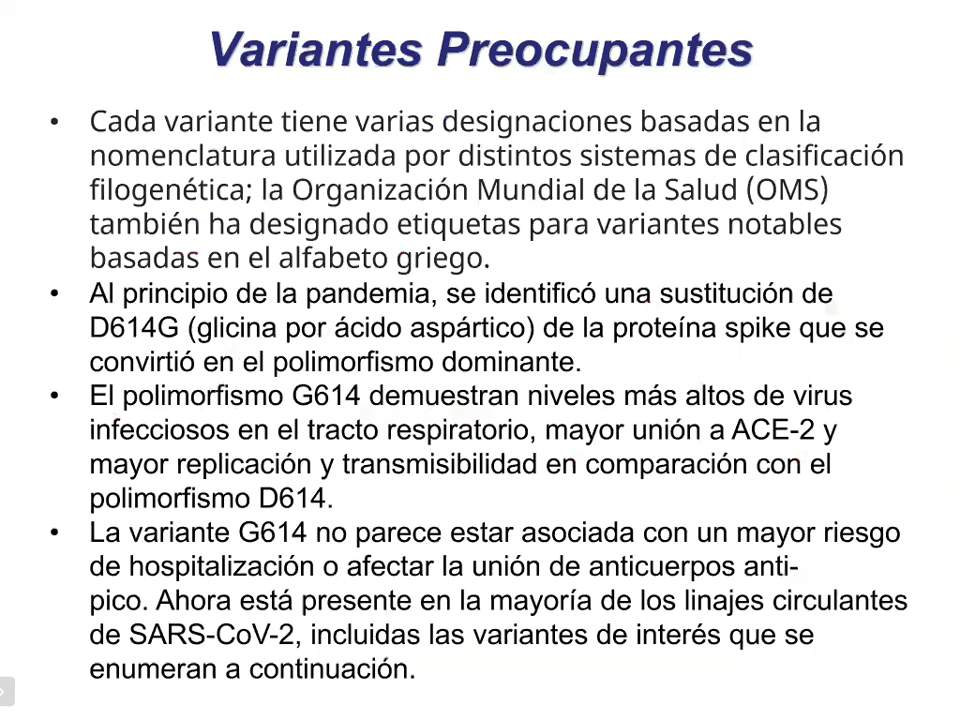 Variantes Preocupantes
• Cada variante tiene varias designaciones basadas en la
nomenclatura utilizada por distintos sistemas de clasificación
filogenética; la Organización Mundial de la Salud (OMS)
también ha designado etiquetas para variantes notables
basadas en el alfabeto griego.
• Al principio de la pandemia, se identificó una sustitución de
D614G (glicina por ácido aspártico) de la proteína spike que se
convirtió en el polimorfismo dominante.
• El polimorfismo G614 demuestran niveles más altos de virus
infecciosos en el tracto respiratorio, mayor unión a ACE-2 y
mayor replicación y transmisibilidad en comparación con el
polimorfismo D614.
• La variante G614 no parece estar asociada con un mayor riesgo
de hospitalización o afectar la unión de anticuerpos anti-
pico. Ahora está presente en la mayoría de los linajes circulantes
de SARS-CoV-2, incluidas las variantes de interés que se
enumeran a continuación.